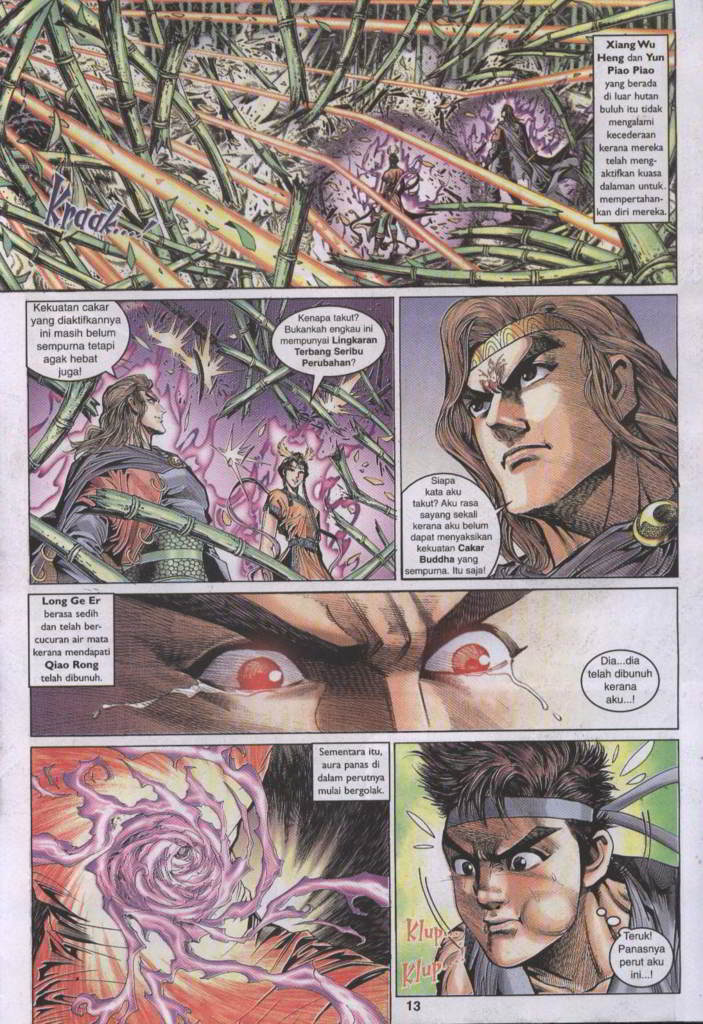 Xiang Wu
Heng dan Yun
Piao Piao
yang berada
di luar hutan
buluh itu tidak
mengalami
kecederaan
kerana mereka
telah meng-
aktifkan kuasa
dalaman untuk.
mempertahan-
kan diri mereka.
Kraak...!
Kekuatan cakar
yang diaktifkannya
ini masih belum
sempurna tetapi
agak hebat
juga!
Kenapa takut?
Bukankah engkau ini
mempunyai Lingkaran
Terbang Seribu
Perubahan?
Siapa
kata aku
takut? Aku rasa
sayang sekali
kerana aku belum
dapat menyaksikan
kekuatan Cakar
Buddha yang
sempurna. Itu saja!
Long Ge Er
berasa sedih
dan telah ber-
cucuran air mata
kerana mendapati
Qiao Rong
telah dibunuh.
Dia...dia
telah dibunuh
kerana
aku...!
Sementara itu,
aura panas di
dalam perutnya
mulai bergolak.
Klup...
Klup...!
Teruk!
Panasnya
perut aku
ini...!
13